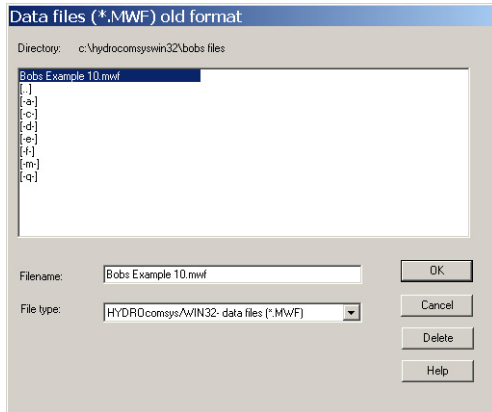 Data files (*.MWF) old format
Directory: c:\hydrocomsyswin32\bobs files
Bobs Example 10.mwf
[..]
[-a-]
[-c-]
[-d-]
[-e-]
[-f-]
[-m-]
[-q-]
Filename: Bobs Example 10.mwf
OK
File type: HYDROcomsys/WIN32- data files (*.MWF)
Cancel
Delete
Help